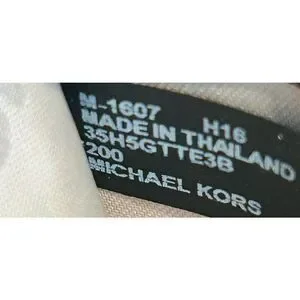 M-1607 H16
MADE IN THAILAND
35H5GTTE3B
200
MICHAEL KORS